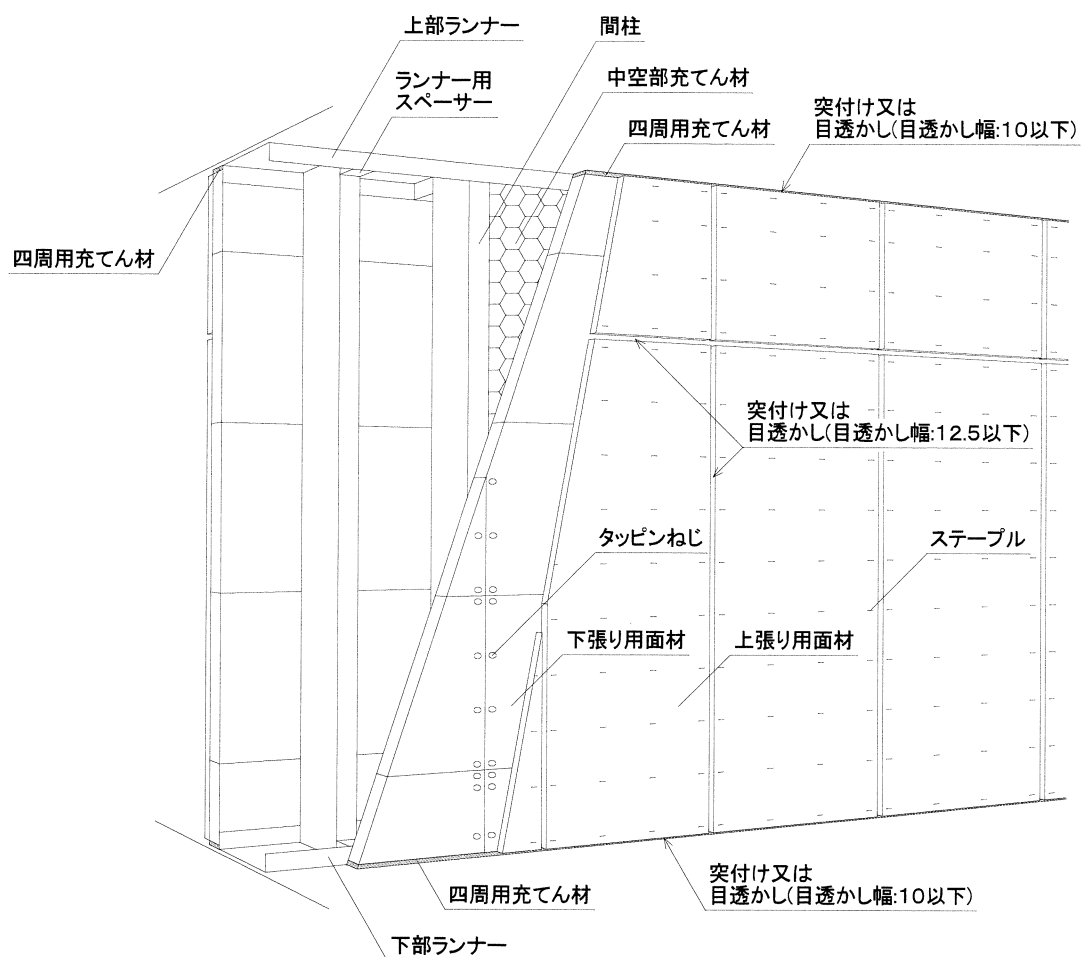 上部ランナー
間柱
ランナー用
スペーサー
中空部充てん材
四周用充てん材
突付け又は
目透かし(目透かし幅:10以下)
四周用充てん材
突付け又は
目透かし(目透かし幅:12.5以下)
タッピンねじ
ステープル
下張り用面材
上張り用面材
突付け又は
目透かし(目透かし幅:10以下)
四周用充てん材
下部ランナー